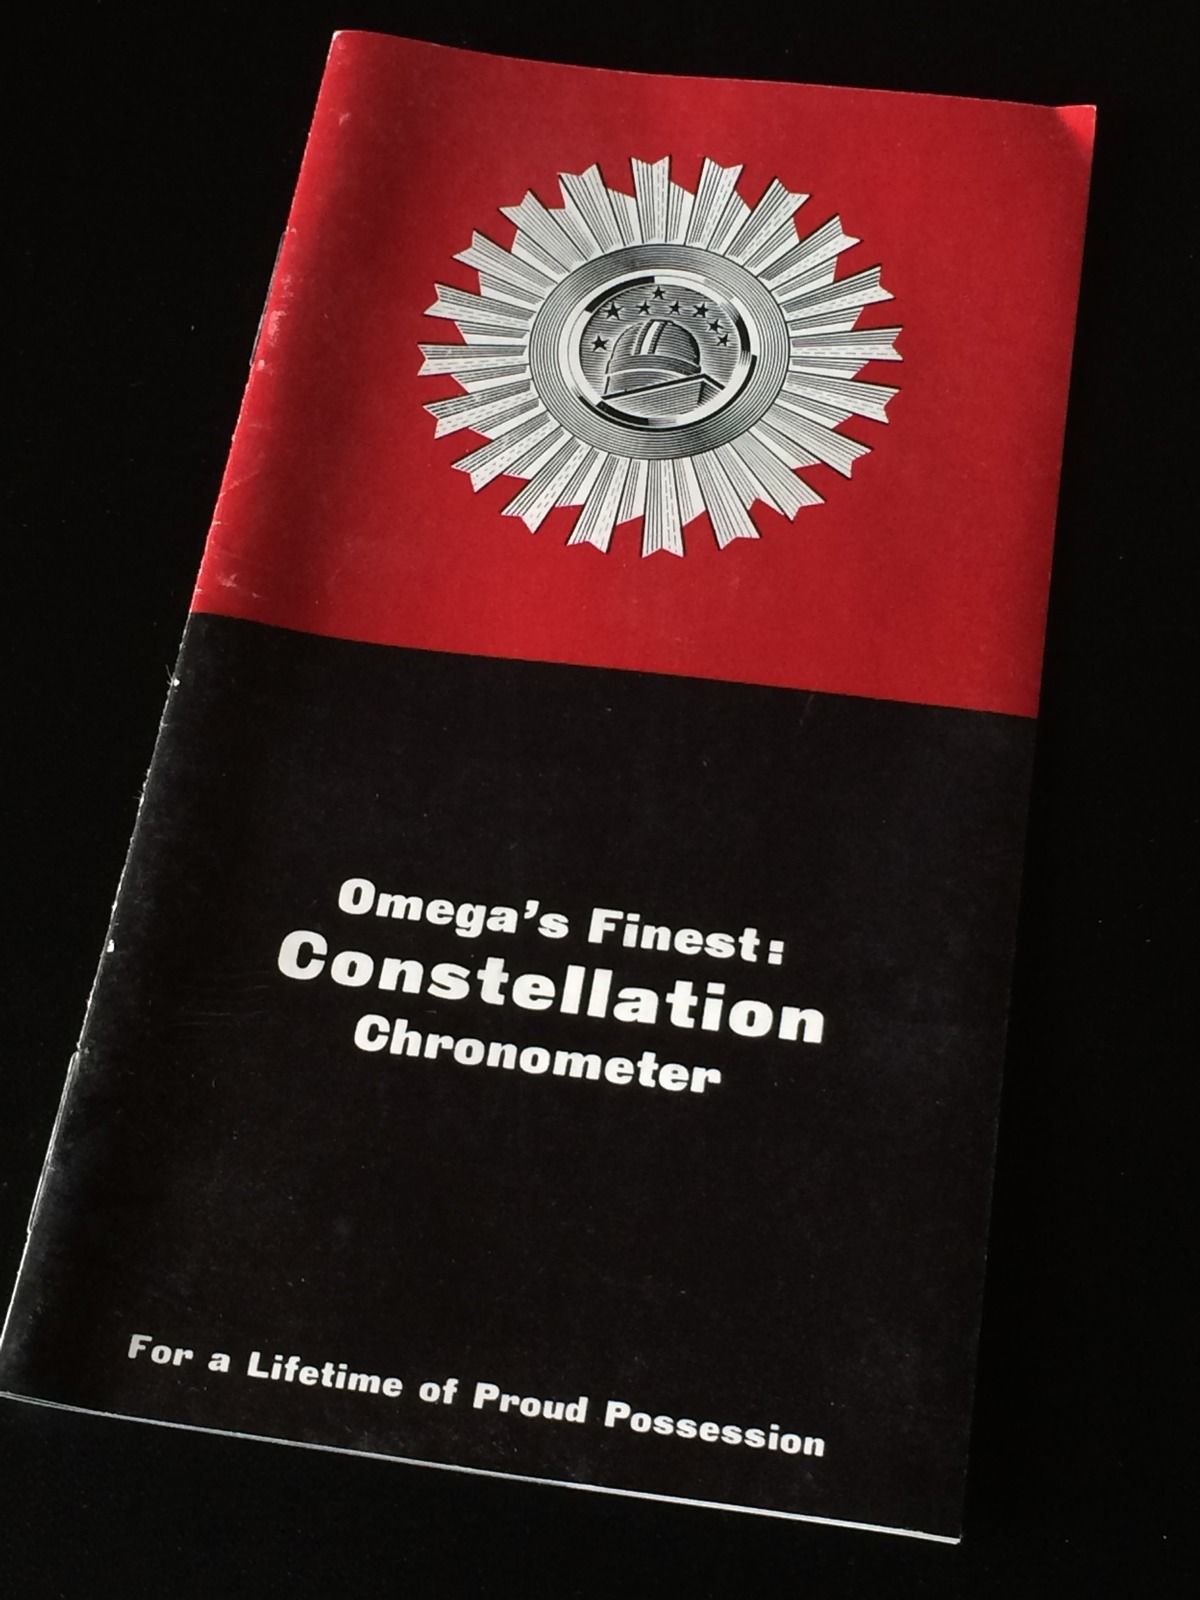 Omega's Finest:
Constellation
Chronometer
For a Lifetime of Proud Possession